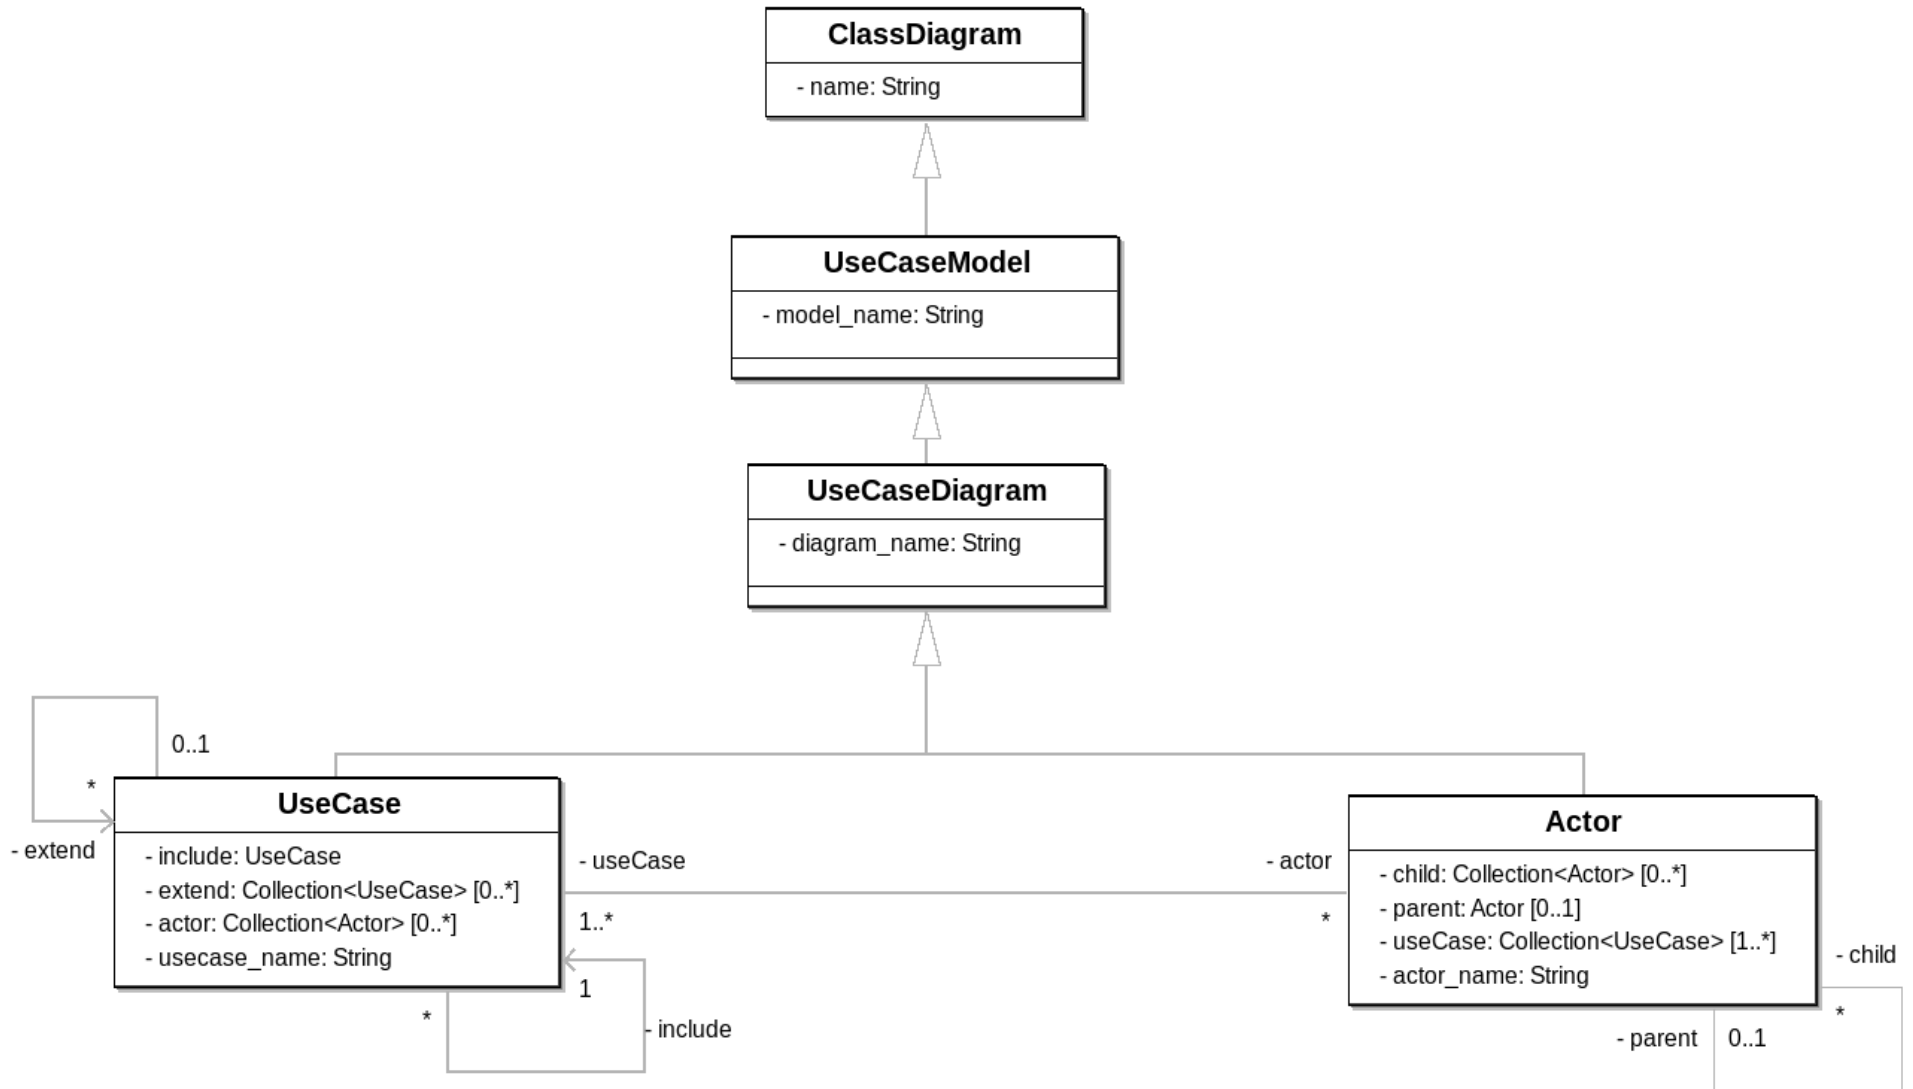 ClassDiagram
- name: String
UseCaseModel
- model_name: String
UseCaseDiagram
- diagram_name: String
0..1
*
- extend
UseCase
- include: UseCase
- extend: Collection<UseCase> [0..*]
- actor: Collection<Actor> [0..*]
- usecase_name: String
- useCase
1..*
1
*
- include
- actor
*
Actor
- child: Collection<Actor> [0..*]
- parent: Actor [0..1]
- useCase: Collection<UseCase> [1..*]
- actor_name: String
- child
*
- parent
0..1